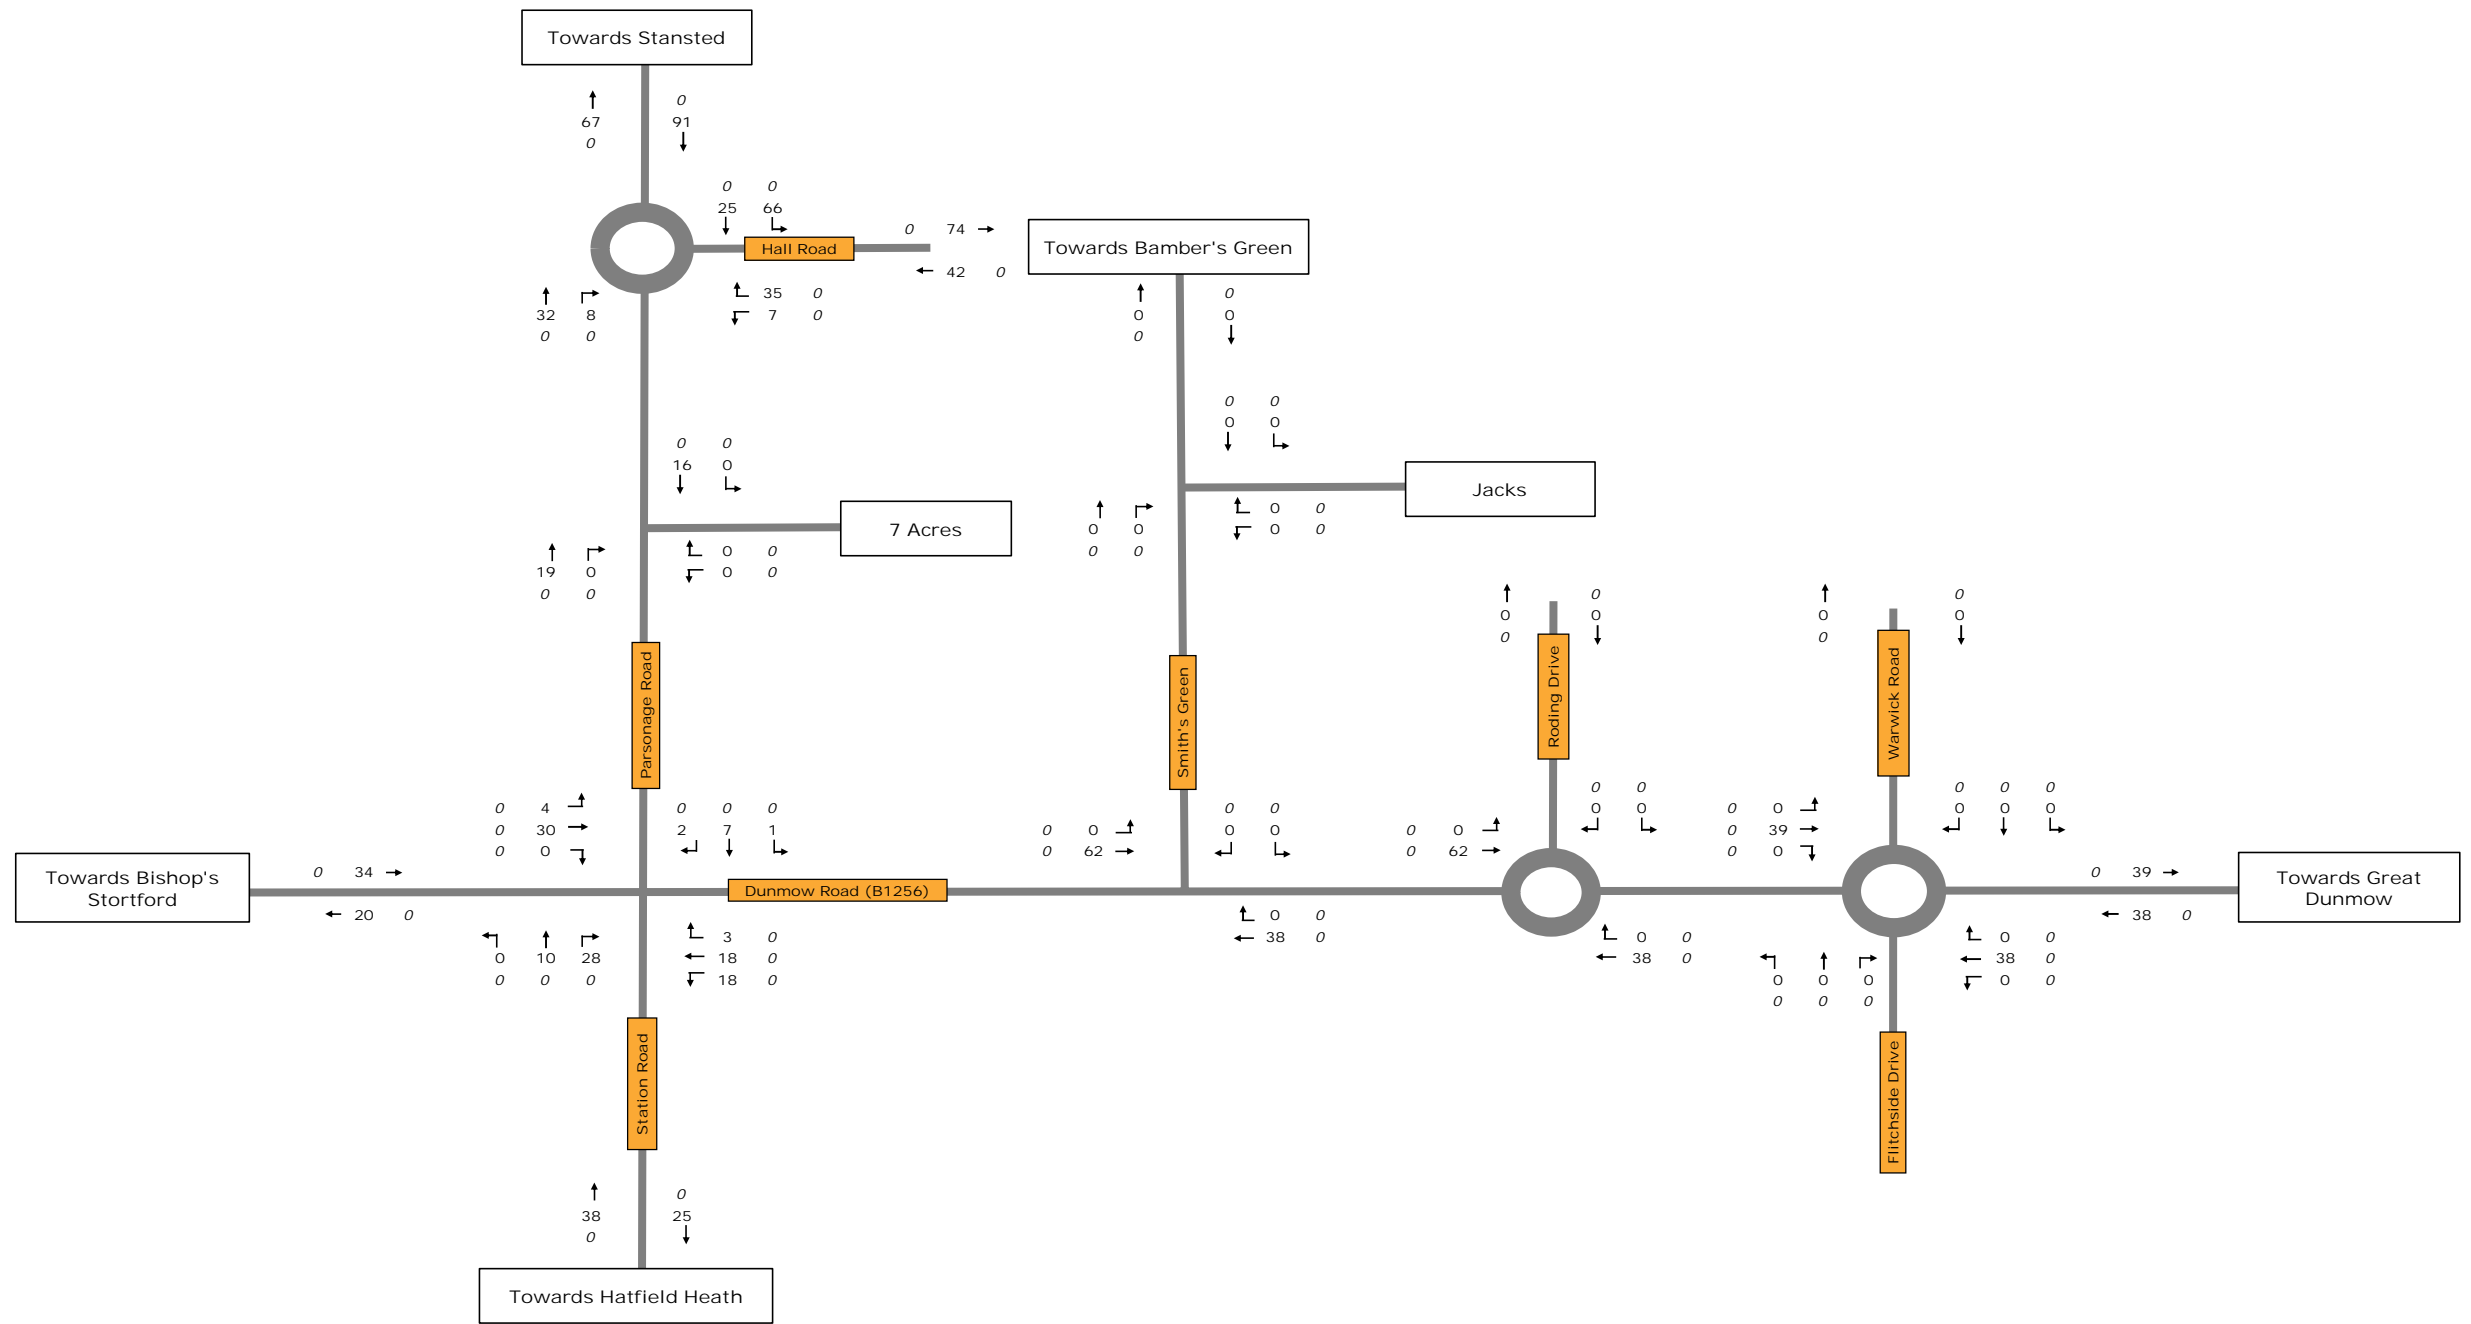 Towards Stansted
0
67 91
0
0 0
25 66
Hall Road
0 74
42 0
35 0
7 0
32 8
0 0
Towards Bamber's Green
0
0 0
0
0 0
0 0
Jacks
0 0
0 0
0 0
0 0
0 0
16 0
7 Acres
0 0
0 0
19 0
0 0
Parsonage Road
Smith's Green
Roding Drive
0
0 0
0
Warwick Road
0
0 0
0
0 4
0 30
0 0
0 0 0
2 7 1
0 0
0 62
0 0
0 0
0 0
0 62
0 0
0 0
0 0
0 39
0 0
0 0 0
0 0 0
Towards Bishop's
Stortford
0 34
20 0
Dunmow Road (B1256)
0 39
38 0
Towards Great
Dunmow
0 10 28
0 0 0
3 0
18 0
18 0
0 0
38 0
0 0
38 0
0 0 0
0 0 0
0 0
38 0
0 0
Station Road
Flitchside Drive
0
38 25
0
Towards Hatfield Heath